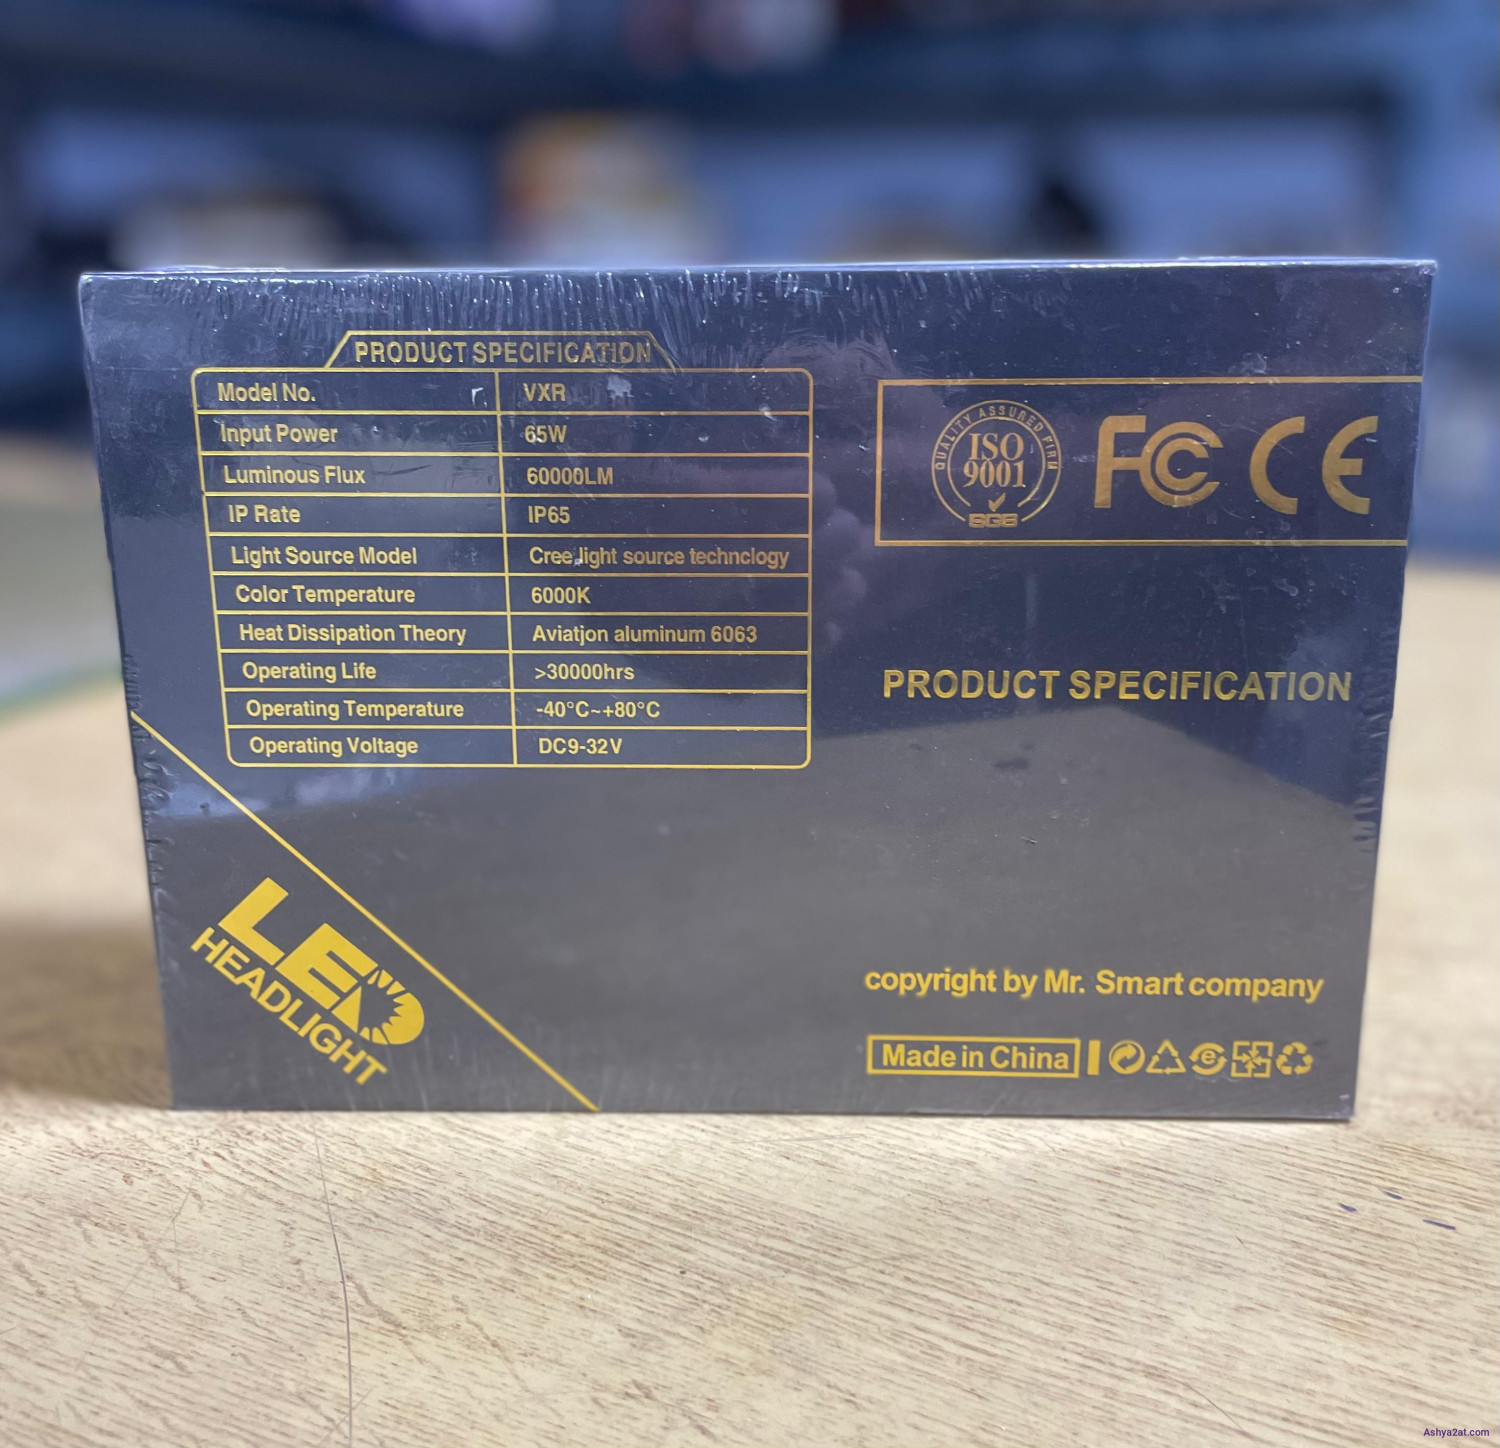 PRODUCT SPECIFICATION
Model No. VXR
Input Power 65W
Luminous Flux 60000LM
IP Rate IP65
Light Source Model Cree light source technclogy
Color Temperature 6000K
Heat Dissipation Theory Aviatjon aluminum 6063
Operating Life >30000hrs
Operating Temperature -40°C~+80°C
Operating Voltage DC9-32V
QUALITY ASSURED FIRM
ISO
9001
SGS
FC CE
PRODUCT SPECIFICATION
LED
HEADLIGHT
copyright by Mr. Smart company
Made in China
Ashya2at.com